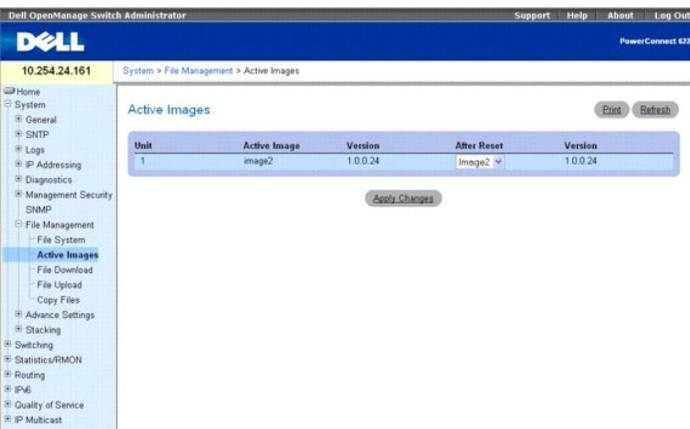 Dell OpenManage Switch Administrator
Support Help About Log Out
DELL
PowerConnect 622
10.254.24.161
System > File Management > Active Images
Home
System
General
SNTP
Logs
IP Addressing
Diagnostics
Management Security
SNMP
File Management
File System
Active Images
File Download
File Upload
Copy Files
Advance Settings
Stacking
Switching
Statistics/RMON
Routing
IPv6
Quality of Service
IP Multicast
Active Images
Print Refresh
Unit Active Image Version After Reset Version
1 image2 1.0.0.24 Image2 1.0.0.24
Apply Changes